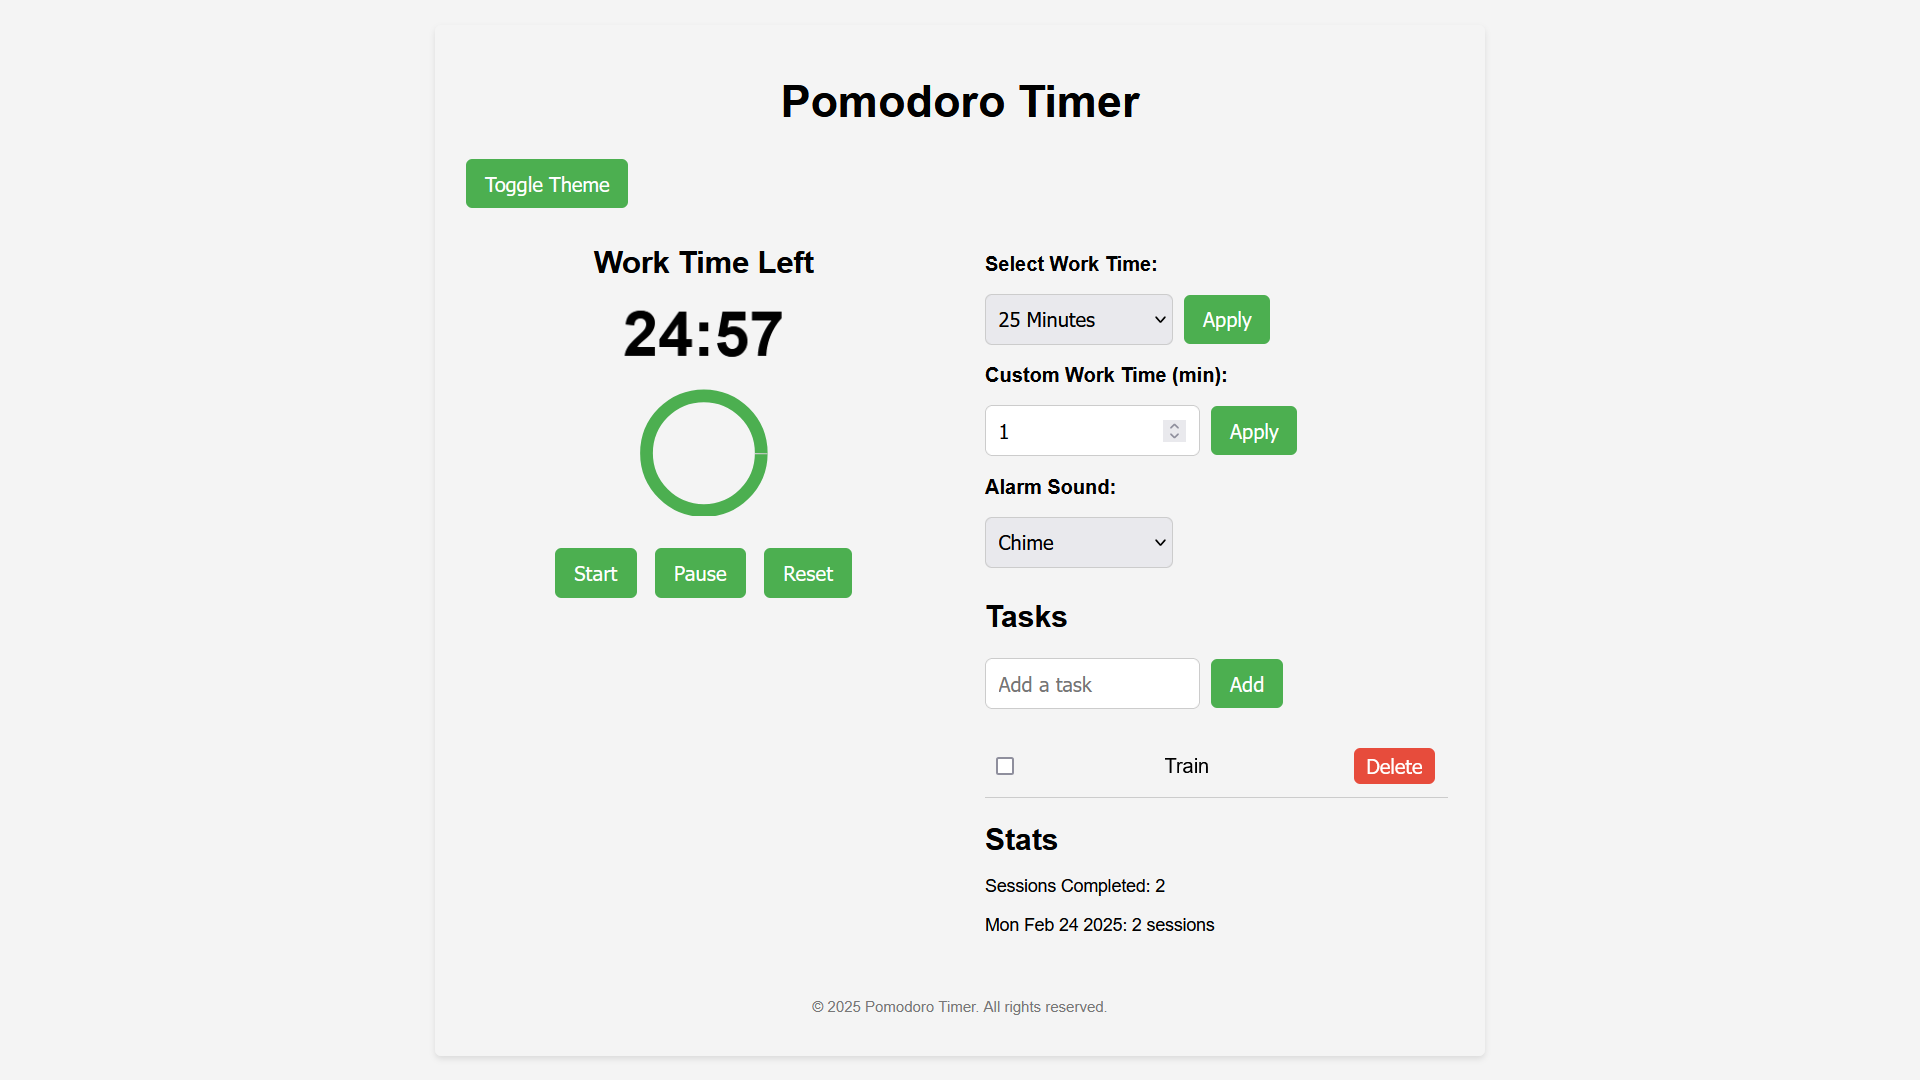 Pomodoro Timer
Toggle Theme
Work Time Left
24:57
Start Pause Reset
Select Work Time:
25 Minutes Apply
Custom Work Time (min):
1 Apply
Alarm Sound:
Chime
Tasks
Add a task Add
Train Delete
Stats
Sessions Completed: 2
Mon Feb 24 2025: 2 sessions
© 2025 Pomodoro Timer. All rights reserved.